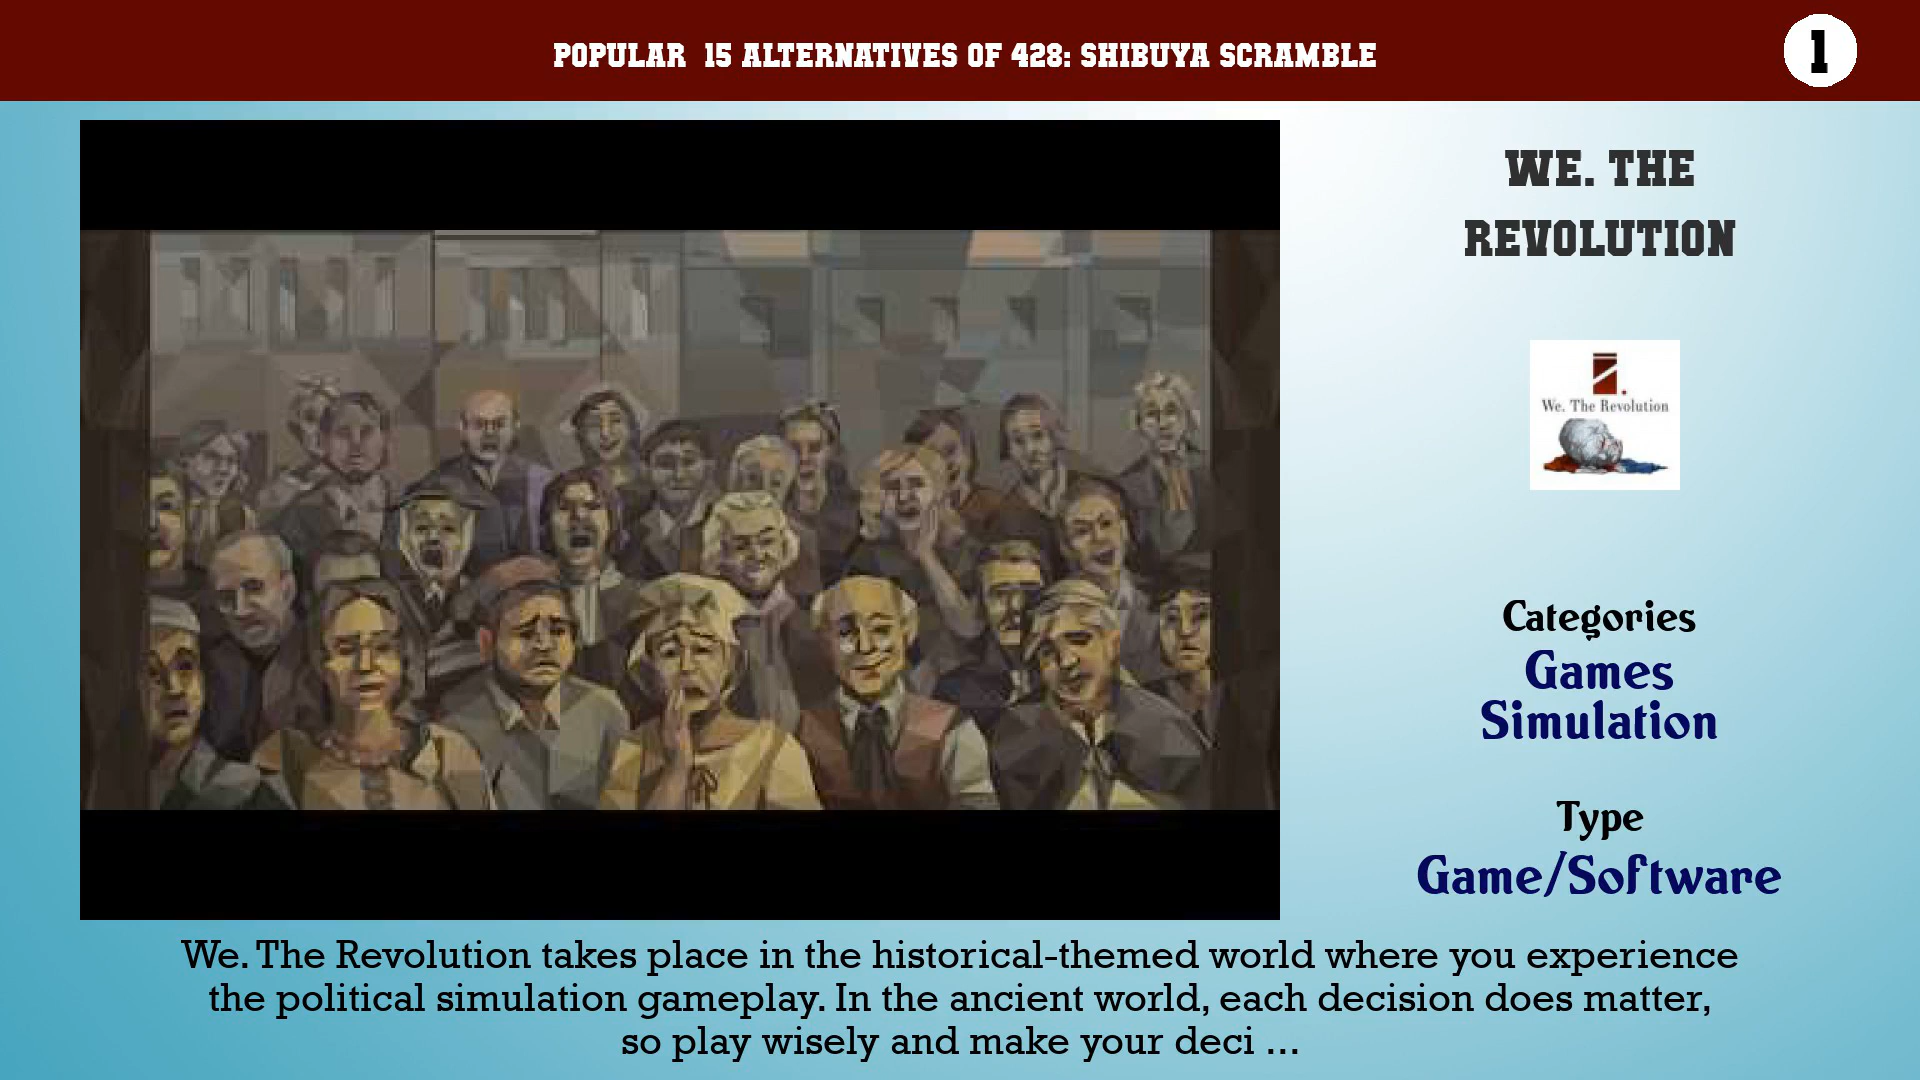 POPULAR 15 ALTERNATIVES OF 428: SHIBUYA SCRAMBLE
1
WE. THE
REVOLUTION
We. The Revolution
Categories
Games
Simulation
Type
Game/Software
We. The Revolution takes place in the historical-themed world where you experience
the political simulation gameplay. In the ancient world, each decision does matter,
so play wisely and make your deci ...